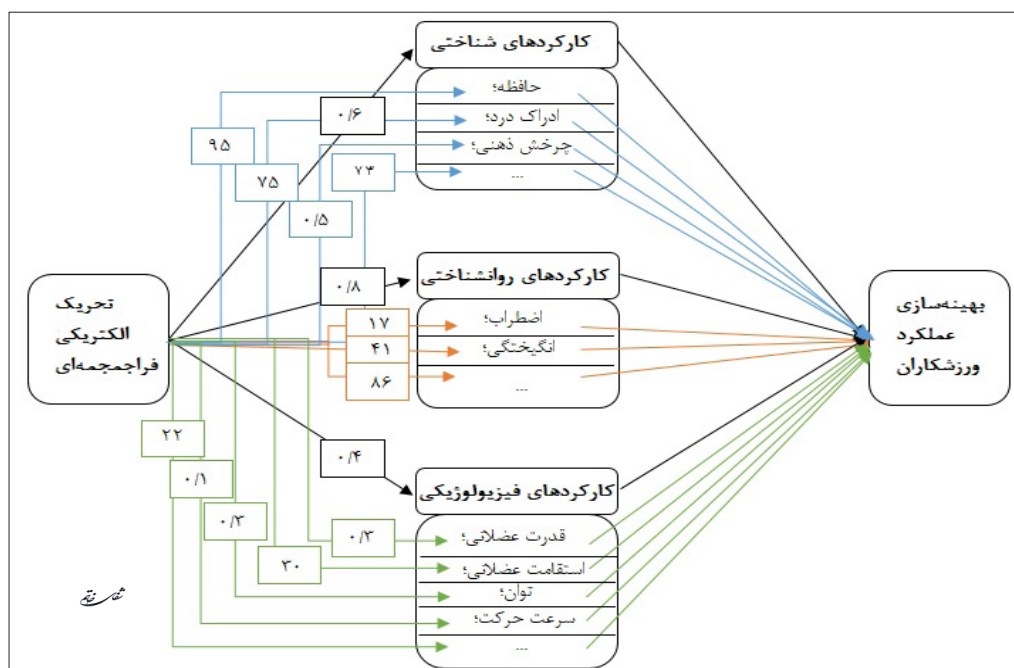 کارکردهای شناختی
حافظه؛
ادراک درد؛
چرخش ذهنی؛
...
۰/۶
۹۵
۷۵
۰/۵
۷۳
کارکردهای روانشناختی
اضطراب؛
انگیختگی؛
...
۰/۸
۱۷
۴۱
۸۶
تحریک
الکتریکی
فراجمجمه‌ای
بهینه‌سازی
عملکرد
ورزشکاران
کارکردهای فیزیولوژیکی
قدرت عضلانی؛
استقامت عضلانی؛
توان؛
سرعت حرکت؛
...
۰/۴
۲۲
۰/۱
۰/۳
۳۰
۰/۳